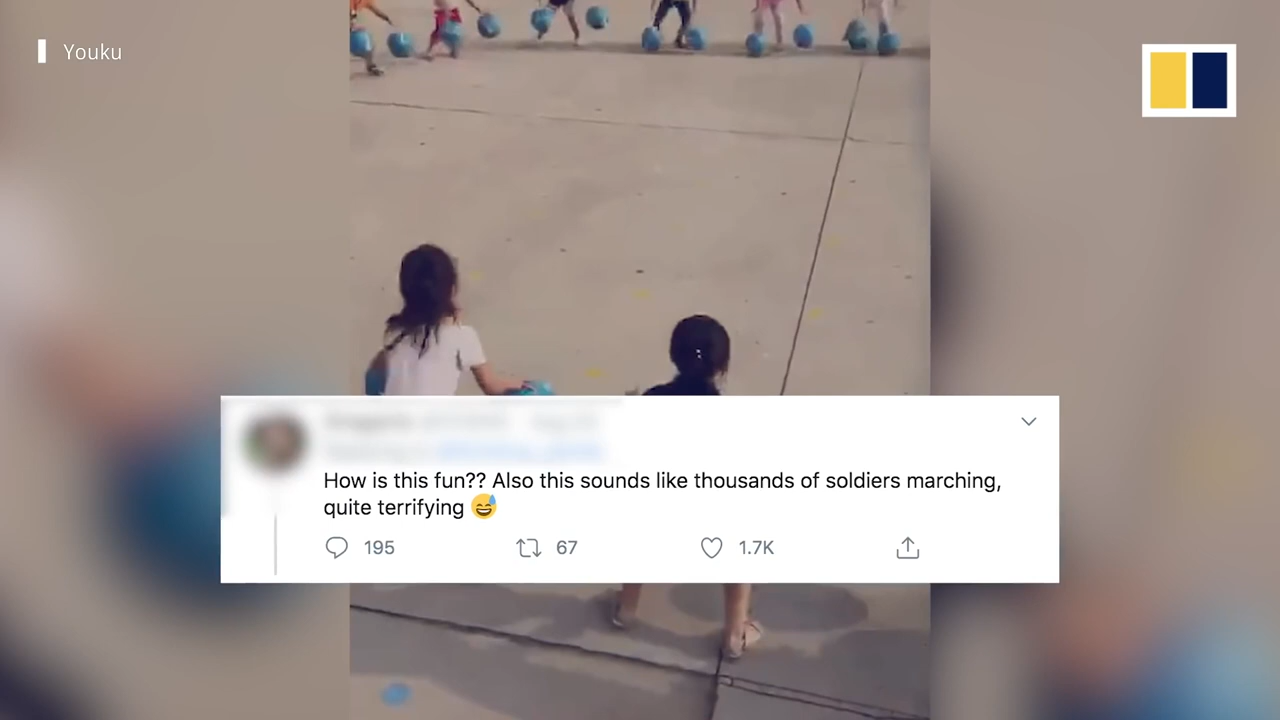 Youku
How is this fun?? Also this sounds like thousands of soldiers marching,
quite terrifying 😅
195 67 1.7K